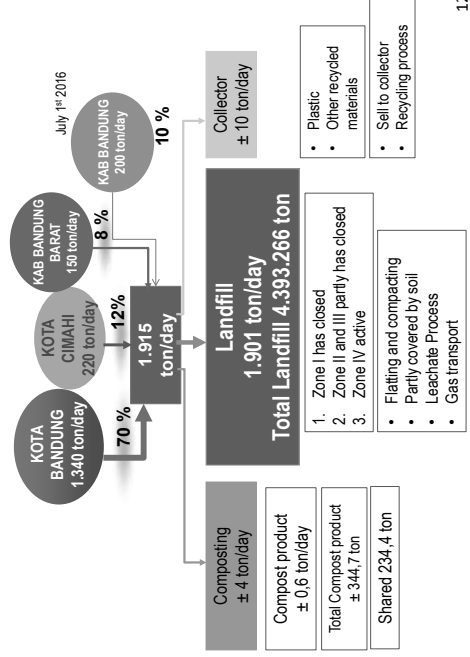 July 1st 2016
KOTA
BANDUNG
1.340 ton/day
KOTA
CIMAHI
220 ton/day
KAB BANDUNG
BARAT
150 ton/day
KAB BANDUNG
200 ton/day
70 %
12%
8 %
10 %
1.915
ton/day
Composting
± 4 ton/day
Compost product
± 0,6 ton/day
Total Compost product
± 344,7 ton
Shared 234,4 ton
Landfill
1.901 ton/day
Total Landfill 4.393.266 ton
1. Zone I has closed
2. Zone II and III partly has closed
3. Zone IV active
• Flatting and compacting
• Partly covered by soil
• Leachate Process
• Gas transport
Collector
± 10 ton/day
• Plastic
• Other recycled
materials
• Sell to collector
• Recycling process